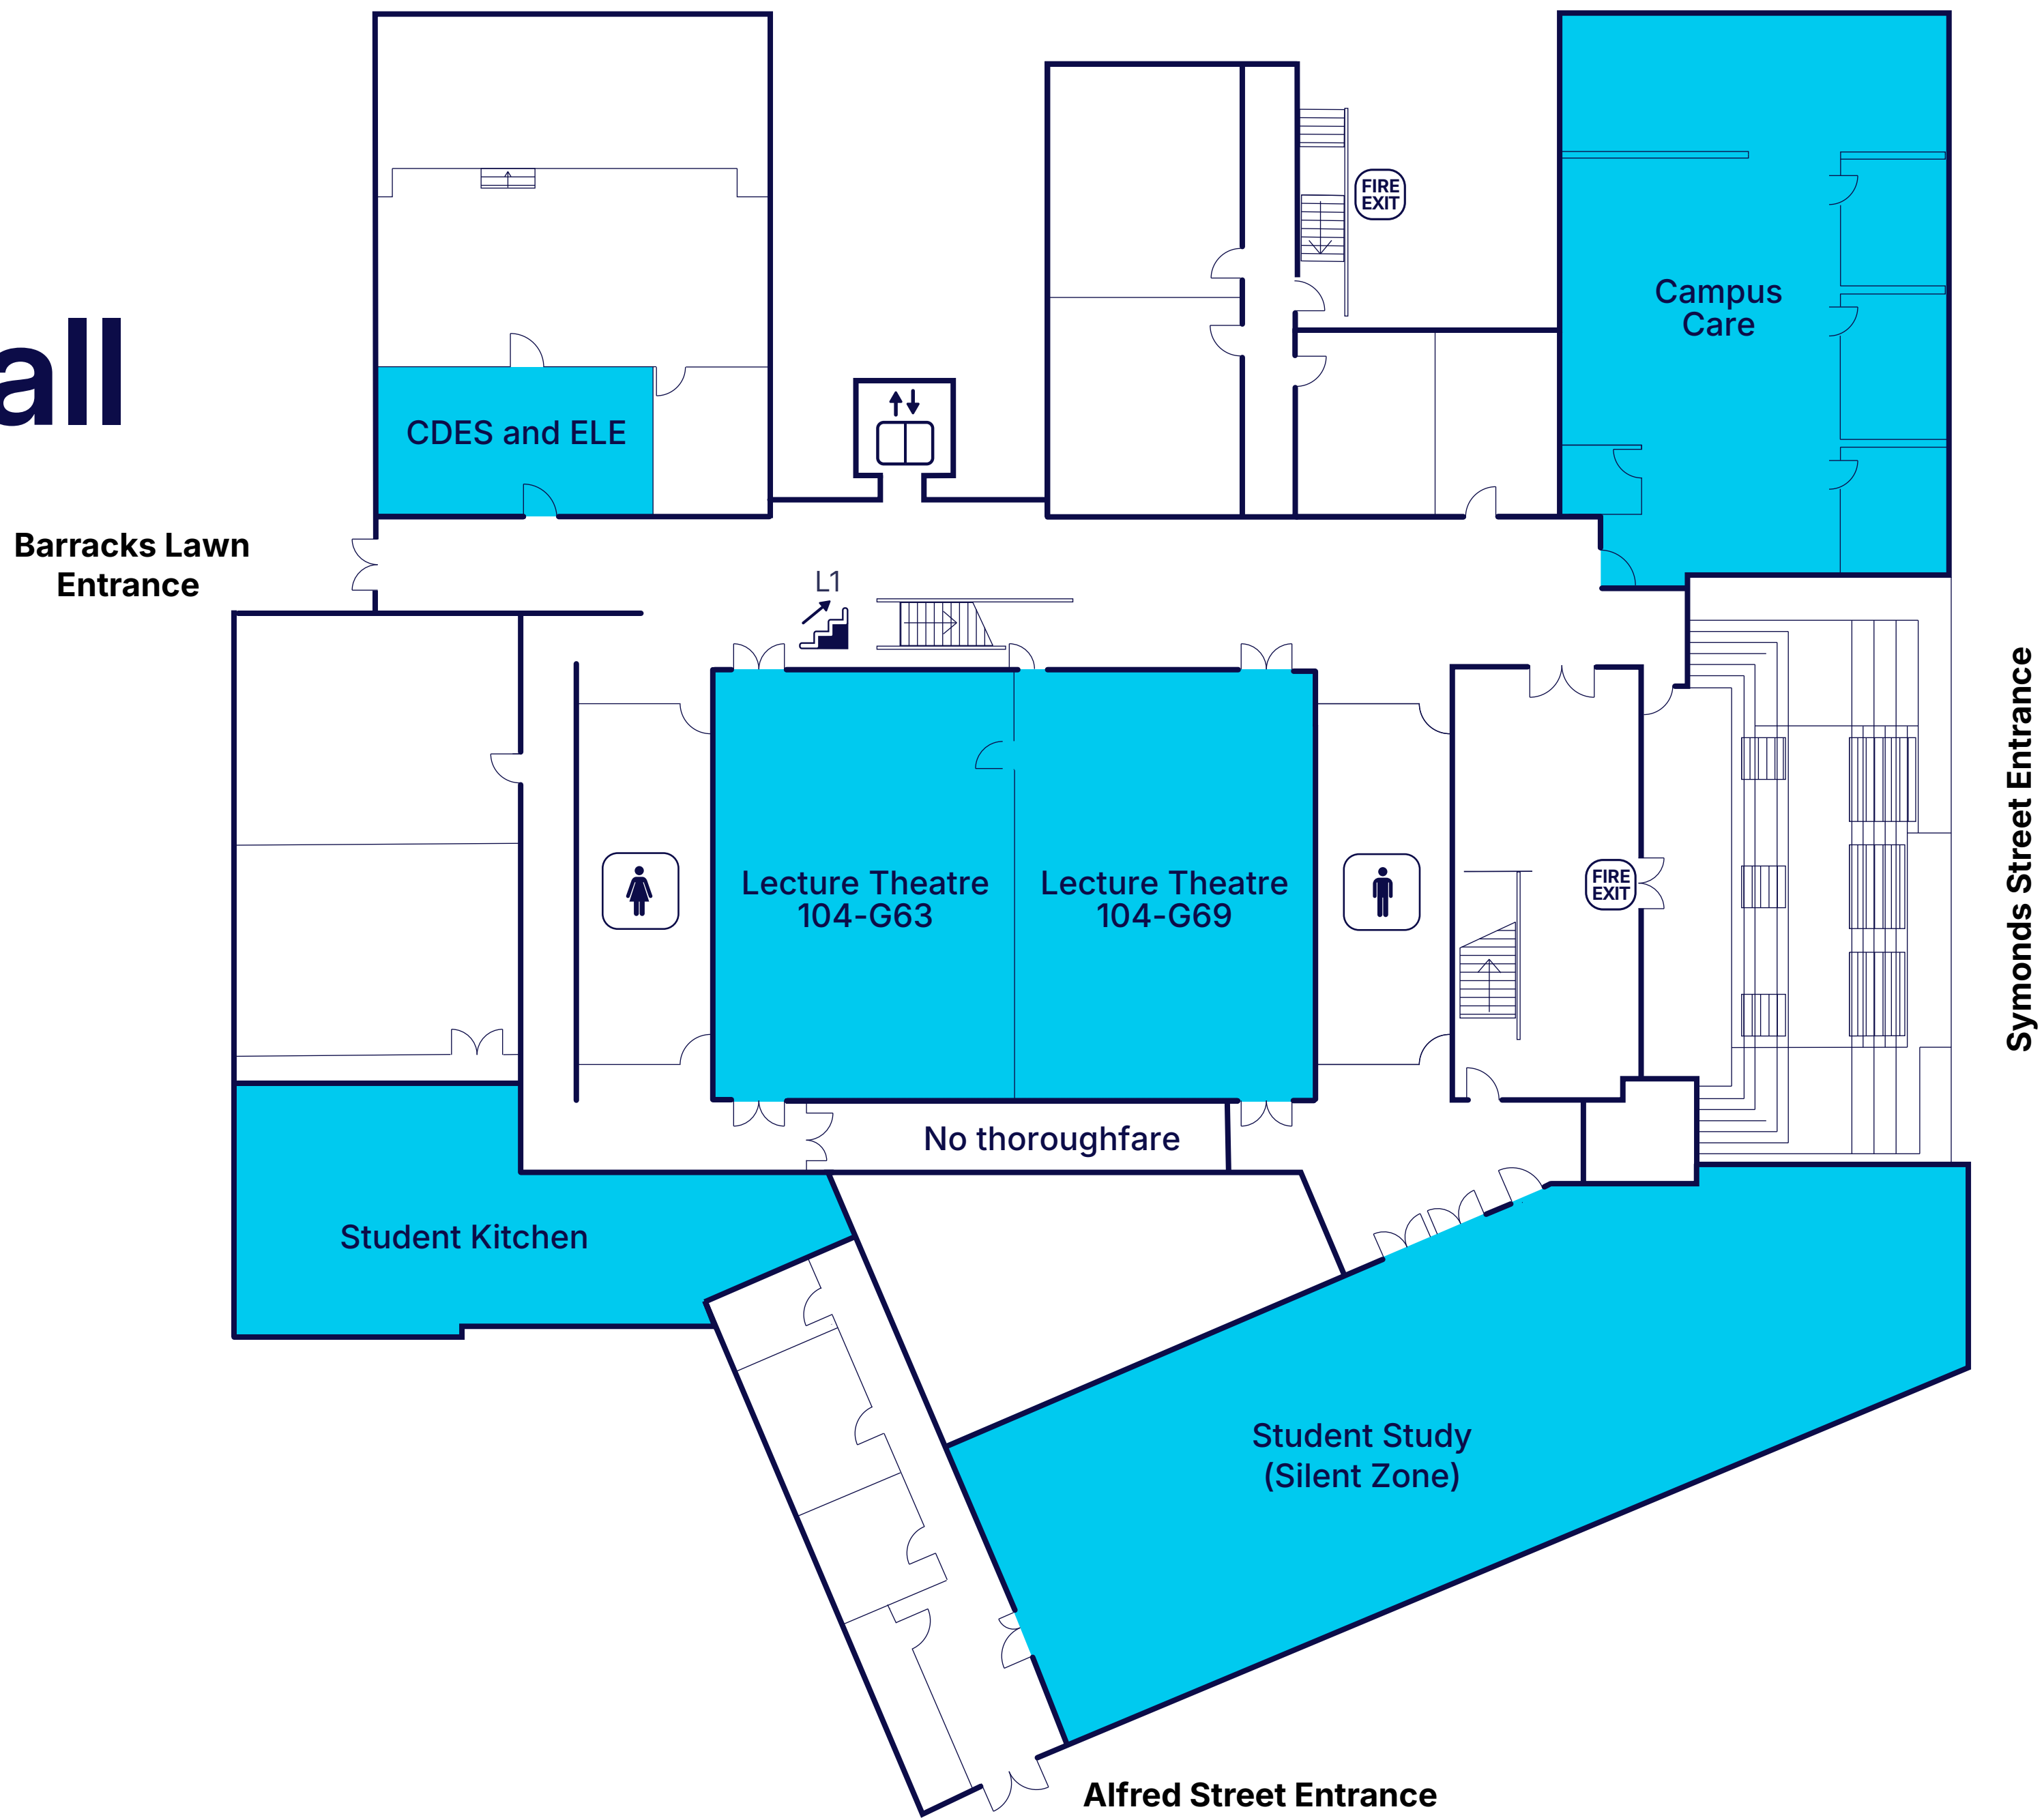 all
FIRE
EXIT
Campus
Care
CDES and ELE
Barracks Lawn
Entrance
L1
Symonds Street Entrance
Lecture Theatre
104-G63
Lecture Theatre
104-G69
FIRE
EXIT
No thoroughfare
Student Kitchen
Student Study
(Silent Zone)
Alfred Street Entrance